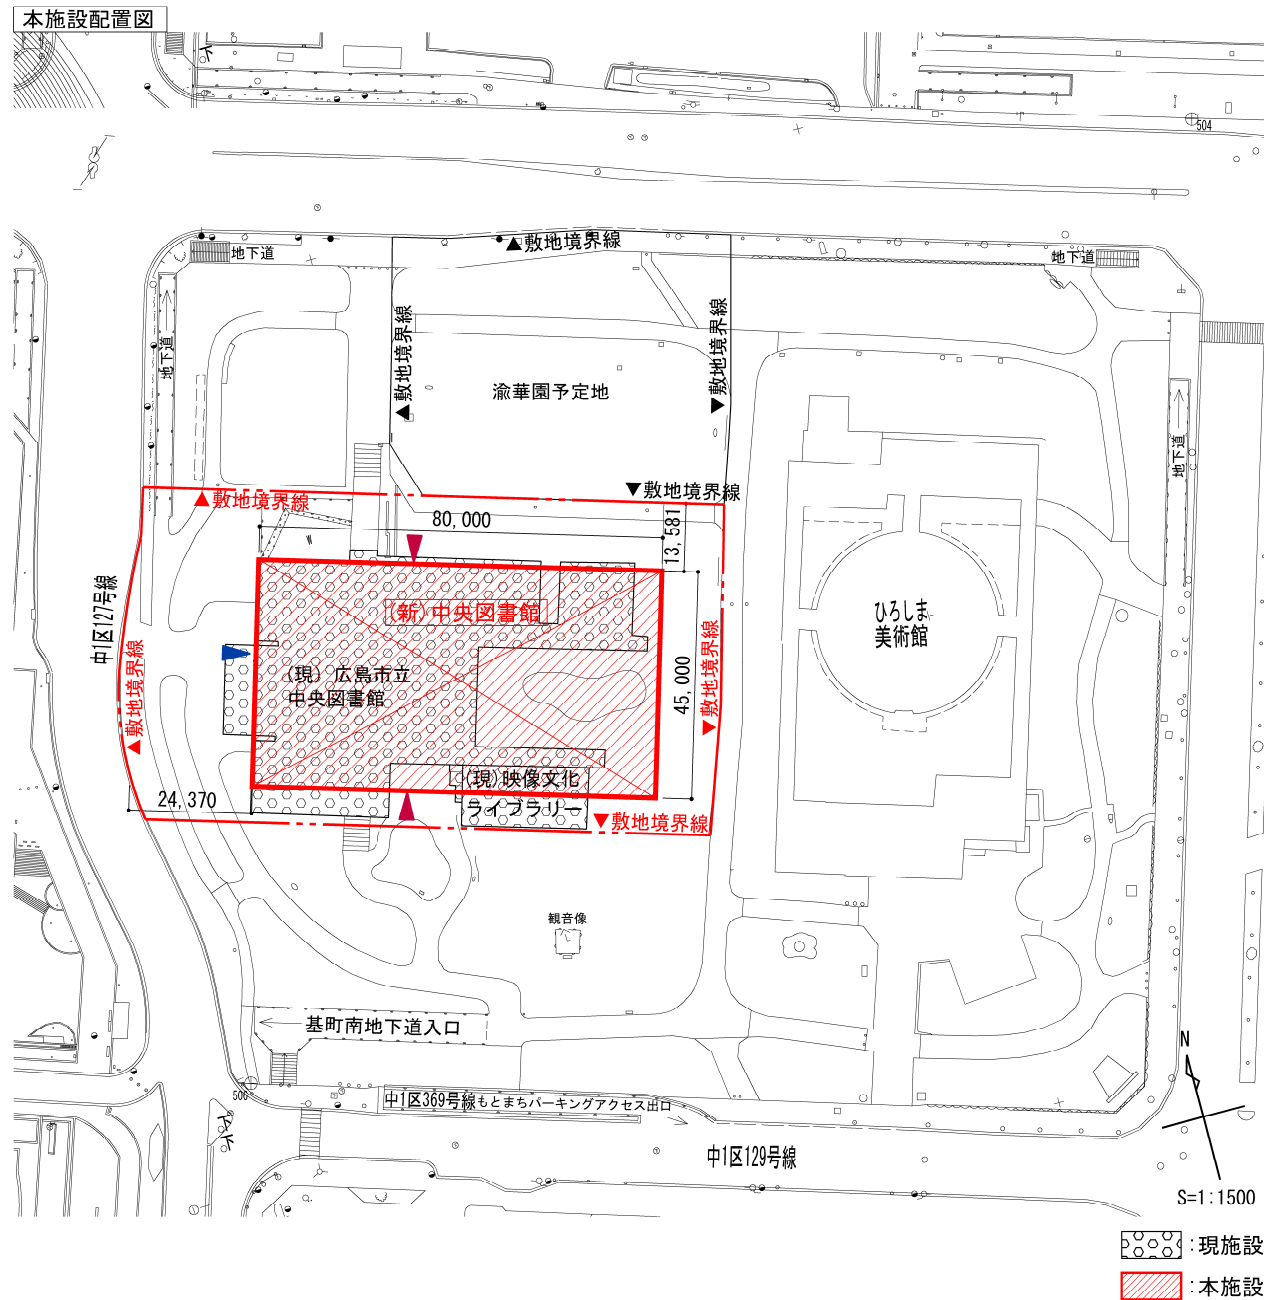 本施設配置図
504
▲敷地境界線
地下道
地下道
▲敷地境界線
▼敷地境界線
地下道
渝華園予定地
地下道
▲敷地境界線
▼敷地境界線
80,000
13,581
中1区127号線
(新)中央図書館
ひろしま
美術館
(現) 広島市立
中央図書館
▲敷地境界線
▼敷地境界線
45,000
(現)映像文化
ライブラリー
24,370
▼敷地境界線
観音像
基町南地下道入口
N
500
中1区369号線
もとまちパーキングアクセス出口
中1区129号線
S=1:1500
:現施設
:本施設